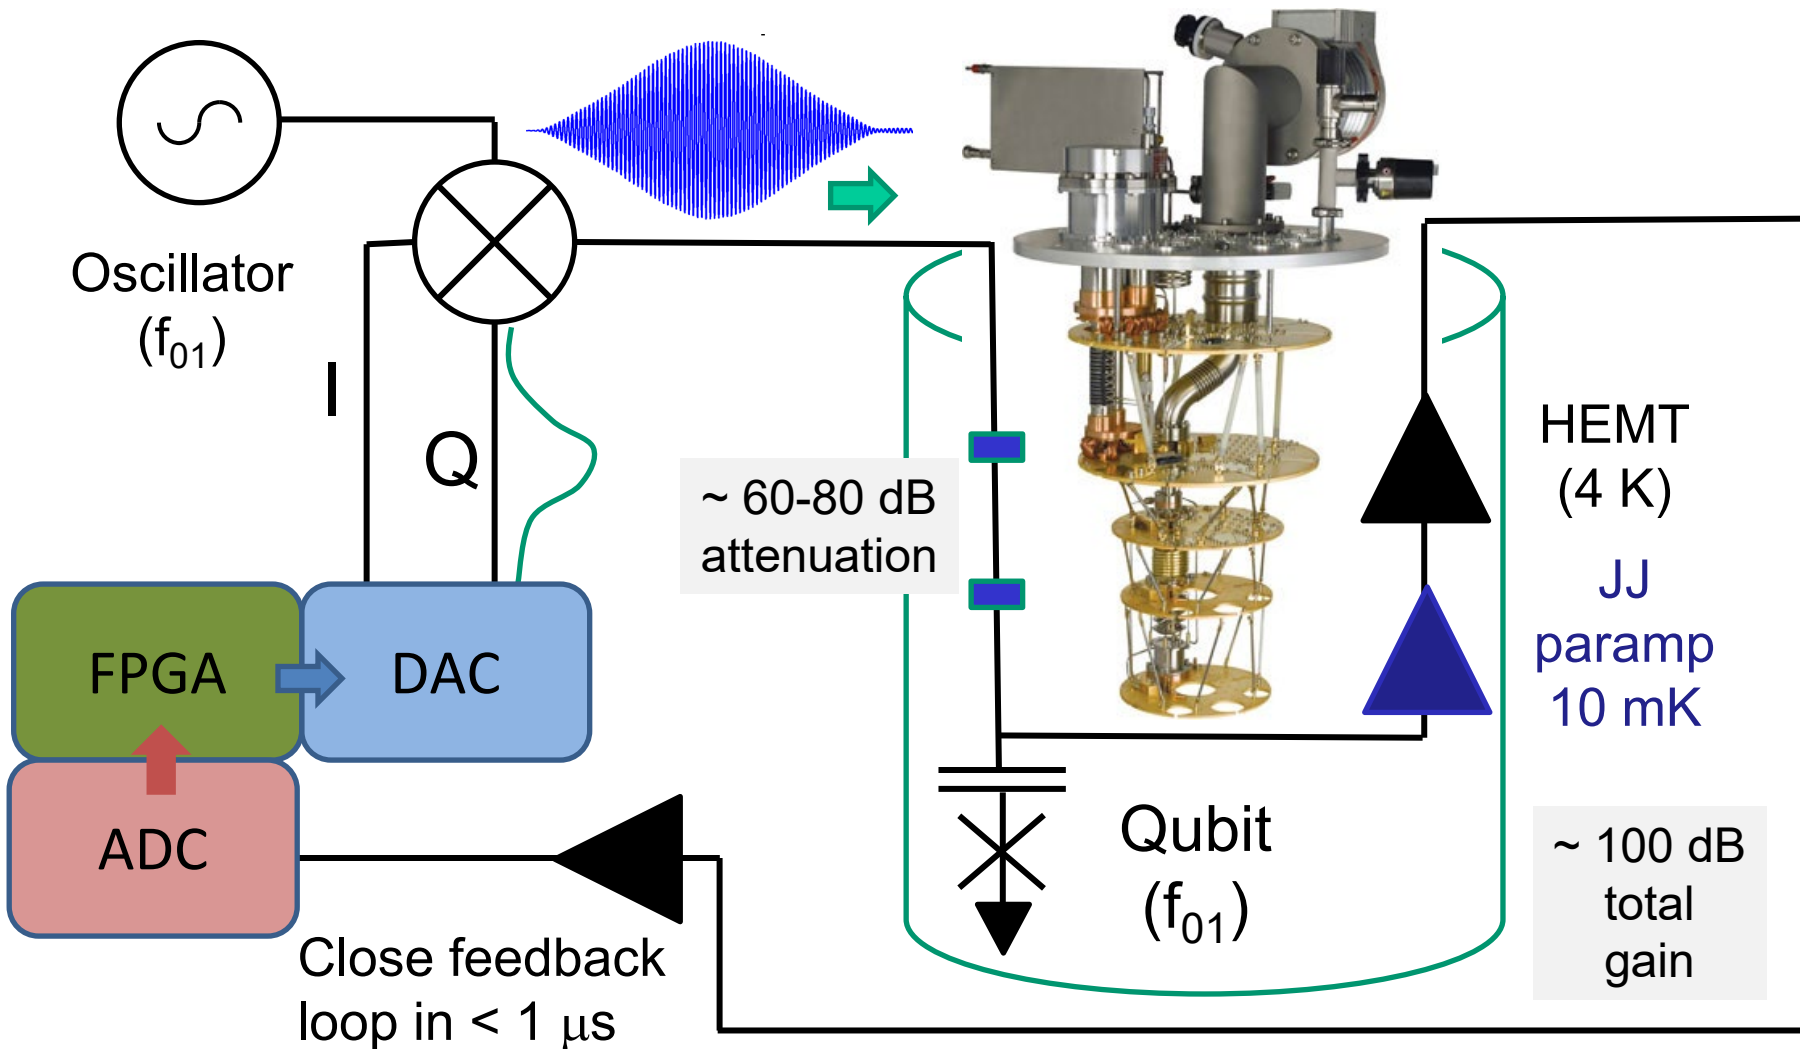 Oscillator
(f01)
I
Q
FPGA
DAC
ADC
~ 60-80 dB
attenuation
HEMT
(4 K)
JJ
paramp
10 mK
Qubit
(f01)
~ 100 dB
total
gain
Close feedback
loop in < 1 μs